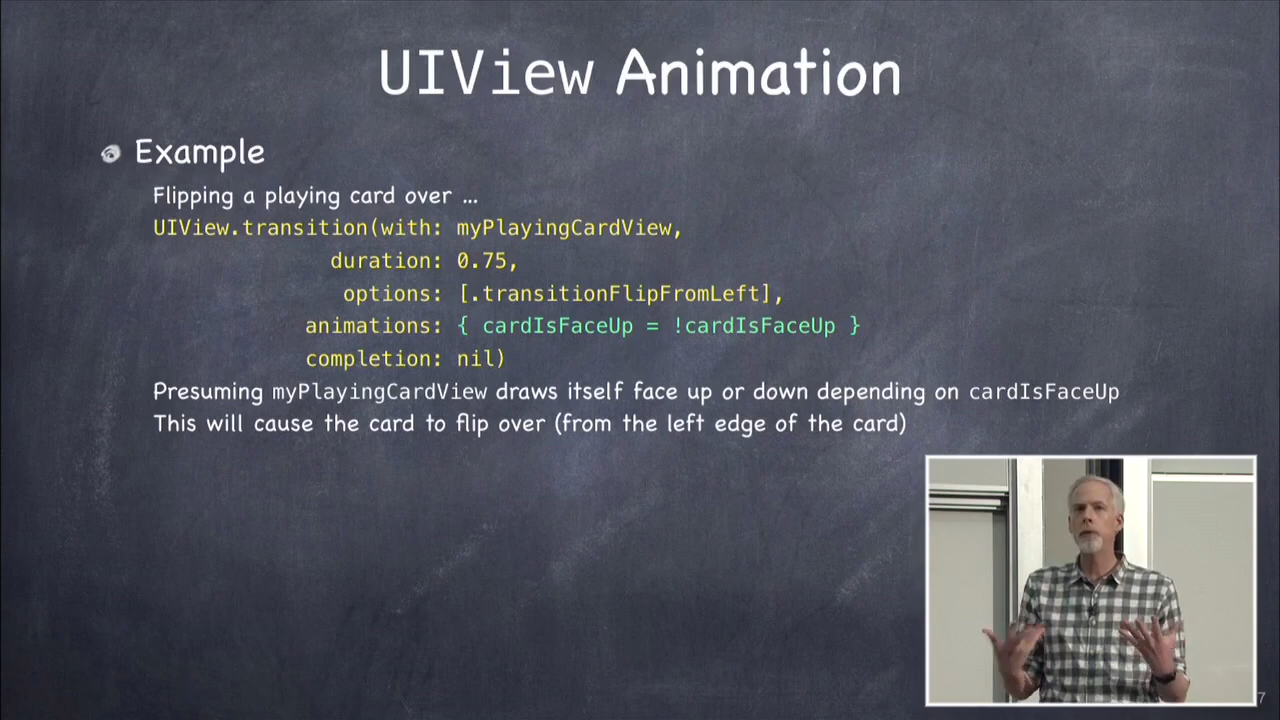 UIView Animation
Example
Flipping a playing card over ...
UIView.transition(with: myPlayingCardView,
duration: 0.75,
options: [.transitionFlipFromLeft],
animations: { cardIsFaceUp = !cardIsFaceUp }
completion: nil)
Presuming myPlayingCardView draws itself face up or down depending on cardIsFaceUp
This will cause the card to flip over (from the left edge of the card)
7